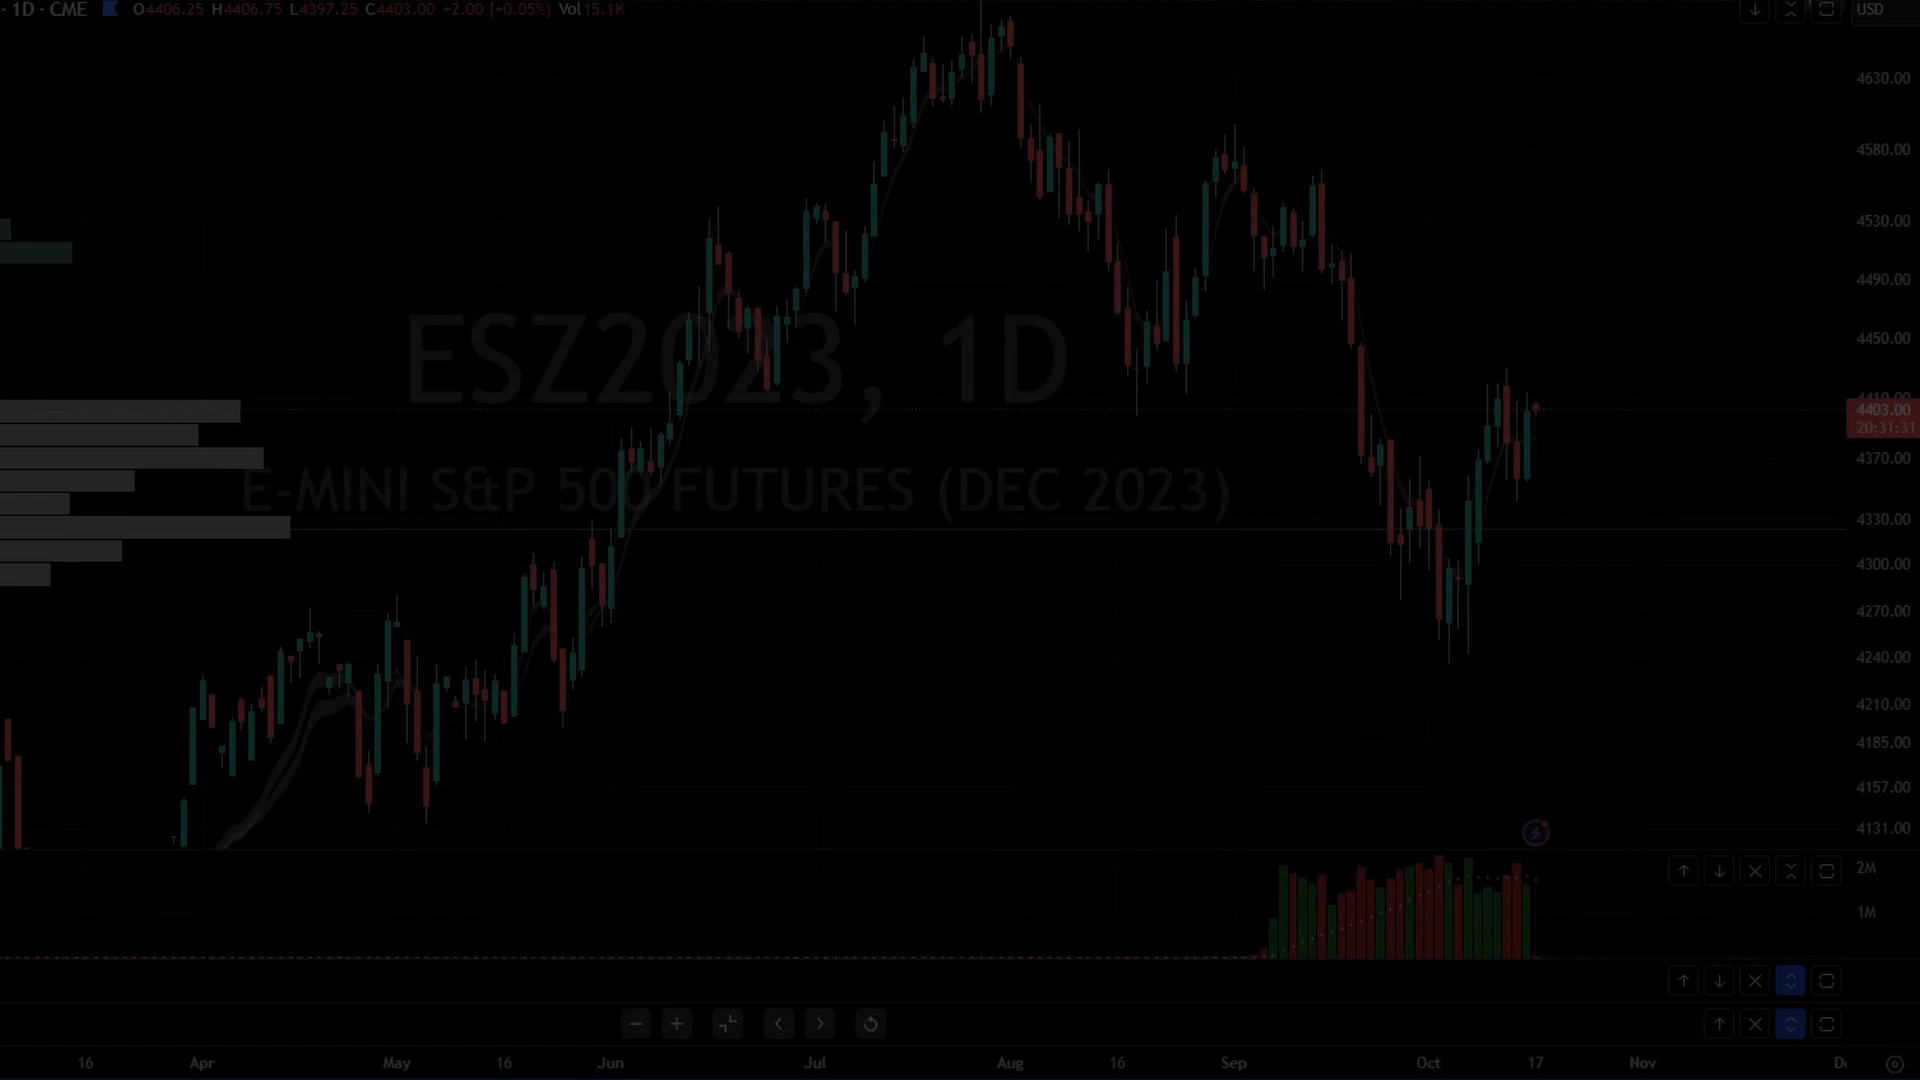 · 1D · CME O4406.25 H4406.75 L4397.25 C4403.00 +2.00 (+0.05%) Vol15.1K
USD
4630.00
4580.00
4530.00
4490.00
ESZ2023, 1D
4450.00
4410.00
4403.00
20:31:31
4370.00
E-MINI S&P 500 FUTURES (DEC 2023)
4330.00
4300.00
4270.00
4240.00
4210.00
4185.00
4157.00
T
4131.00
2M
1M
16 Apr May 16 Jun Jul Aug 16 Sep Oct 17 Nov